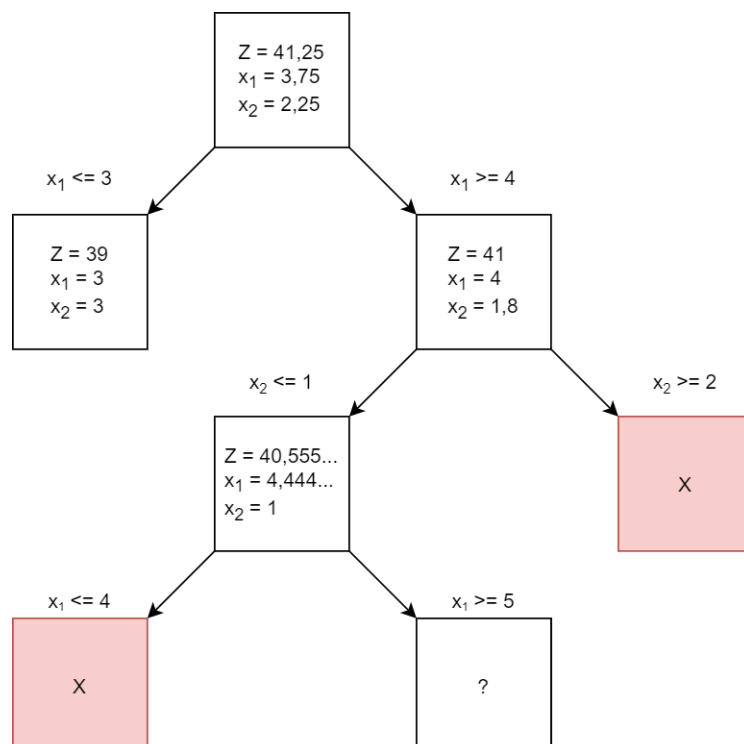 Z = 41,25
x₁ = 3,75
x₂ = 2,25
x₁ <= 3
x₁ >= 4
Z = 39
x₁ = 3
x₂ = 3
Z = 41
x₁ = 4
x₂ = 1,8
x₂ <= 1
x₂ >= 2
Z = 40,555...
x₁ = 4,444...
x₂ = 1
X
x₁ <= 4
x₁ >= 5
X
?